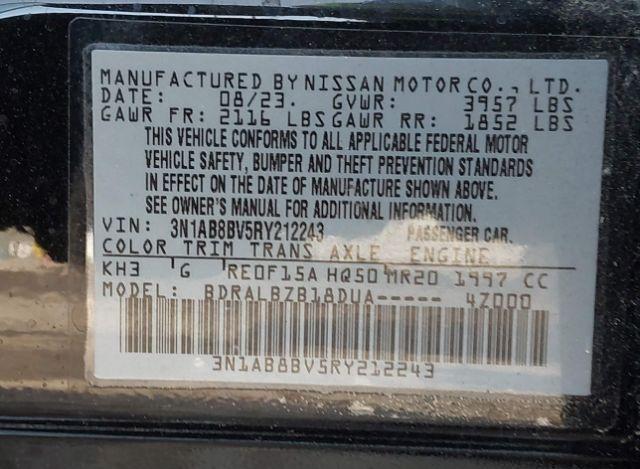 MANUFACTURED BY NISSAN MOTOR CO., LTD.
DATE: 08/23. GVWR: 3957 LBS
GAWR FR: 2116 LBS GAWR RR: 1852 LBS
THIS VEHICLE CONFORMS TO ALL APPLICABLE FEDERAL MOTOR
VEHICLE SAFETY, BUMPER AND THEFT PREVENTION STANDARDS
IN EFFECT ON THE DATE OF MANUFACTURE SHOWN ABOVE.
SEE OWNER'S MANUAL FOR ADDITIONAL INFORMATION.
VIN: 3N1AB8BV5RY212243 PASSENGER CAR.
COLOR TRIM TRANS AXLE ENGINE
KH3 G RE0F15A HQ50 MR20 1997 CC
MODEL: BDRALBZB18DUA----- 4Z000
3N1AB8BV5RY212243